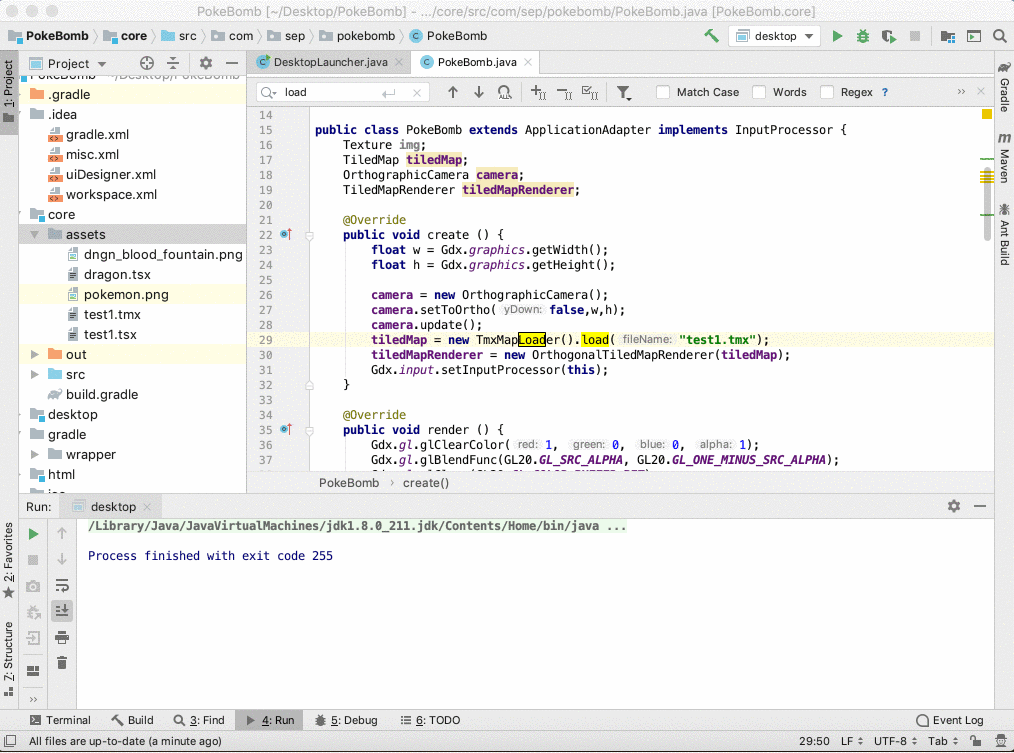 PokeBomb [~/Desktop/PokeBomb] - .../core/src/com/sep/pokebomb/PokeBomb.java [PokeBomb.core]
PokeBomb core src com sep pokebomb PokeBomb desktop
1: Project
Project
DesktopLauncher.java
PokeBomb.java
load
Match Case
Words
Regex ?
.gradle
.idea
gradle.xml
misc.xml
uiDesigner.xml
workspace.xml
core
assets
dngn_blood_fountain.png
dragon.tsx
pokemon.png
test1.tmx
test1.tsx
out
src
build.gradle
desktop
gradle
wrapper
html
14
15 public class PokeBomb extends ApplicationAdapter implements InputProcessor {
16 Texture img;
17 TiledMap tiledMap;
18 OrthographicCamera camera;
19 TiledMapRenderer tiledMapRenderer;
20
21 @Override
22 public void create () {
23 float w = Gdx.graphics.getWidth();
24 float h = Gdx.graphics.getHeight();
25
26 camera = new OrthographicCamera();
27 camera.setToOrtho( yDown: false,w,h);
28 camera.update();
29 tiledMap = new TmxMapLoader().load( fileName: "test1.tmx");
30 tiledMapRenderer = new OrthogonalTiledMapRenderer(tiledMap);
31 Gdx.input.setInputProcessor(this);
32 }
33
34 @Override
35 public void render () {
36 Gdx.gl.glClearColor( red: 1, green: 0, blue: 0, alpha: 1);
37 Gdx.gl.glBlendFunc(GL20.GL_SRC_ALPHA, GL20.GL_ONE_MINUS_SRC_ALPHA);
PokeBomb › create()
Gradle
Maven
Ant Build
Run: desktop
/Library/Java/JavaVirtualMachines/jdk1.8.0_211.jdk/Contents/Home/bin/java ...
Process finished with exit code 255
2: Favorites
Z: Structure
Terminal
Build
3: Find
4: Run
5: Debug
6: TODO
Event Log
All files are up-to-date (a minute ago)
29:50 LF UTF-8 Tab